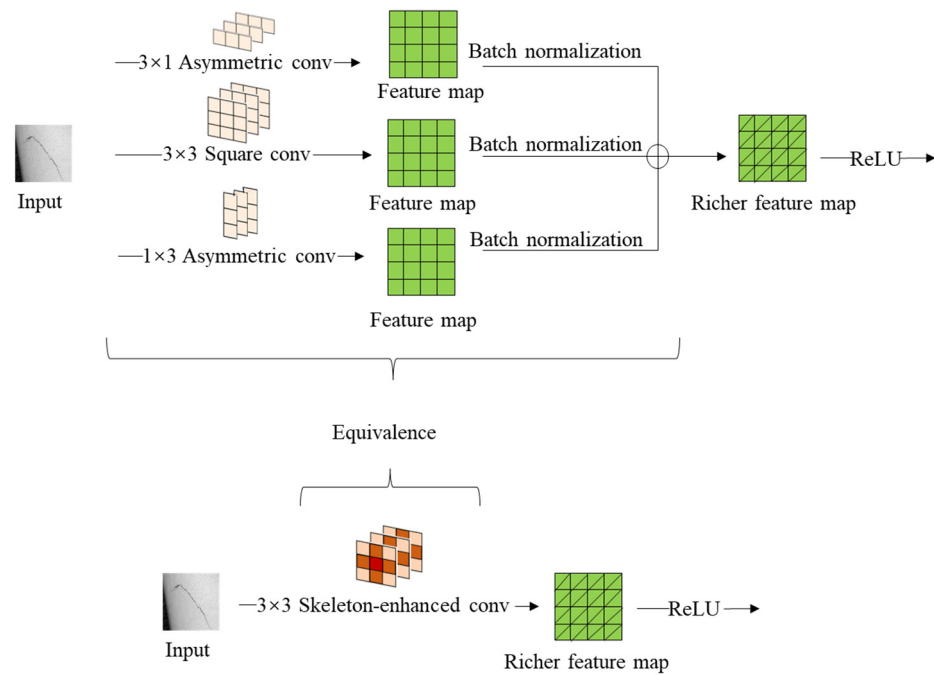 3×1 Asymmetric conv
Batch normalization
Feature map
3×3 Square conv
Batch normalization
ReLU
Input
Feature map
Richer feature map
1×3 Asymmetric conv
Batch normalization
Feature map
Equivalence
3×3 Skeleton-enhanced conv
ReLU
Input
Richer feature map